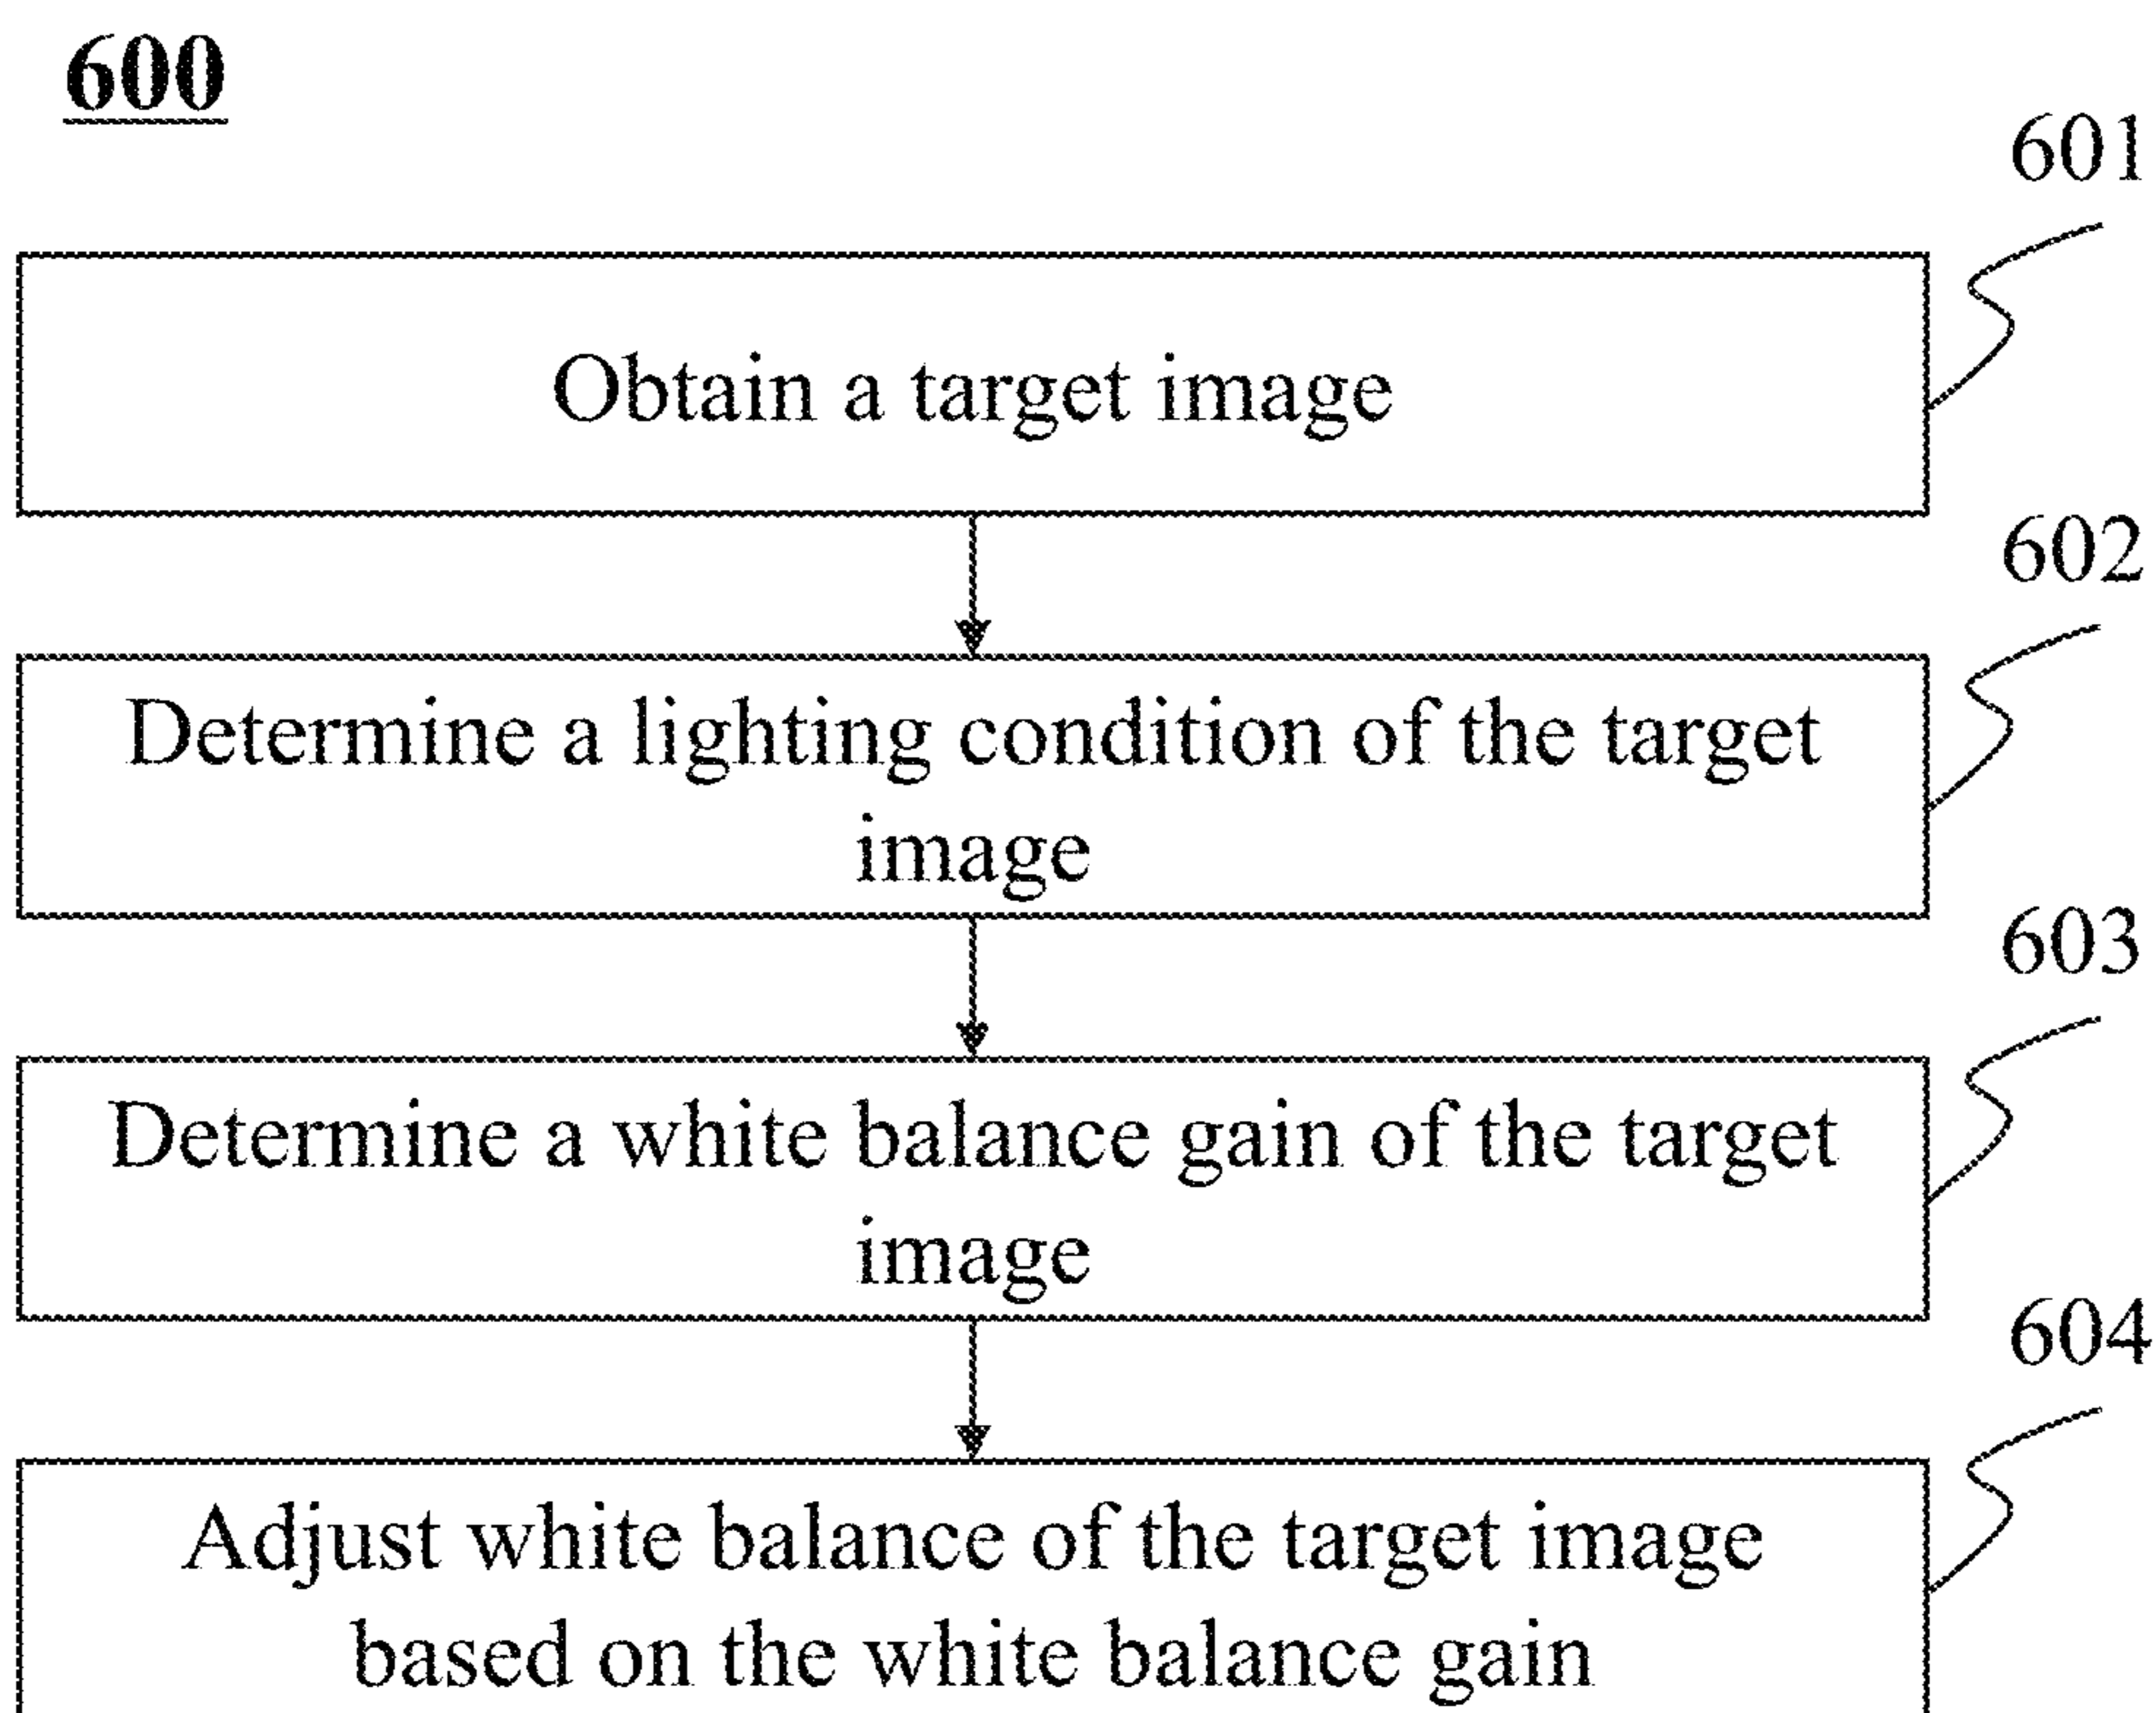 600
601
Obtain a target image
602
Determine a lighting condition of the target
image
603
Determine a white balance gain of the target
image
604
Adjust white balance of the target image
based on the white balance gain